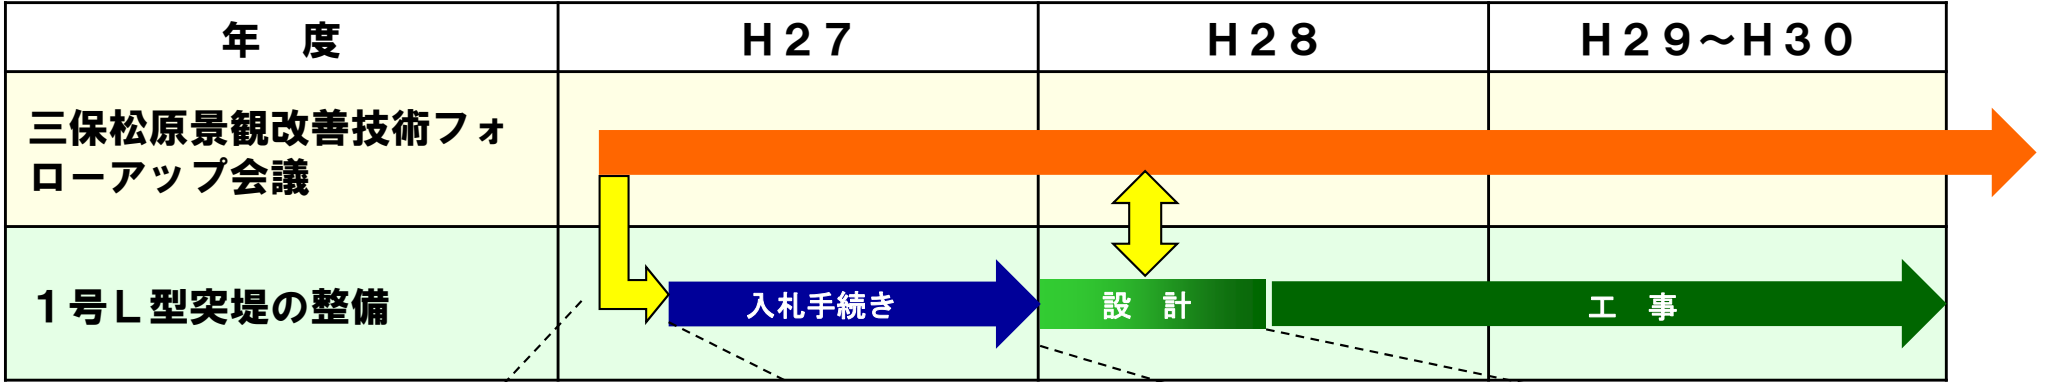 年　度
Ｈ２７
Ｈ２８
Ｈ２９～Ｈ３０
三保松原景観改善技術フォ
ローアップ会議
１号Ｌ型突堤の整備
入札手続き
設　計
工　事